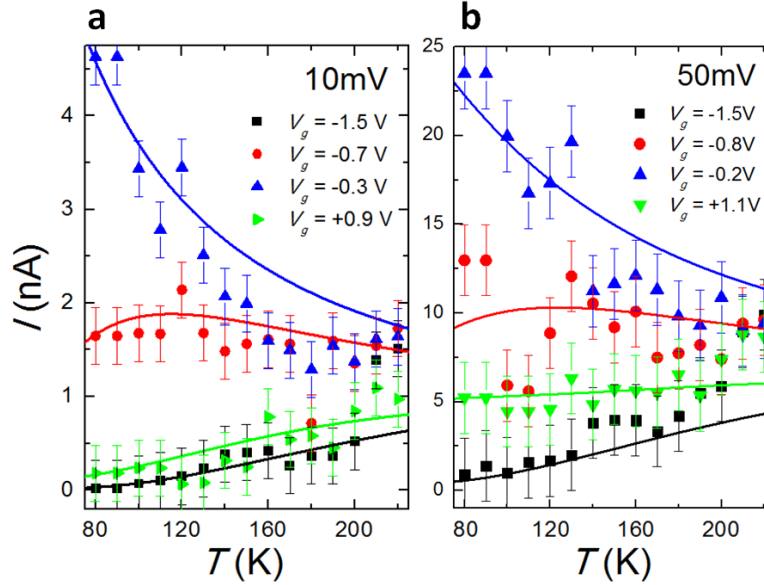 a
10mV
V_g = -1.5 V
V_g = -0.7 V
V_g = -0.3 V
V_g = +0.9 V
I (nA)
4
3
2
1
0
80
120
160
200
T (K)
b
50mV
V_g = -1.5V
V_g = -0.8V
V_g = -0.2 V
V_g = +1.1V
25
20
15
10
5
0
80
120
160
200
T (K)